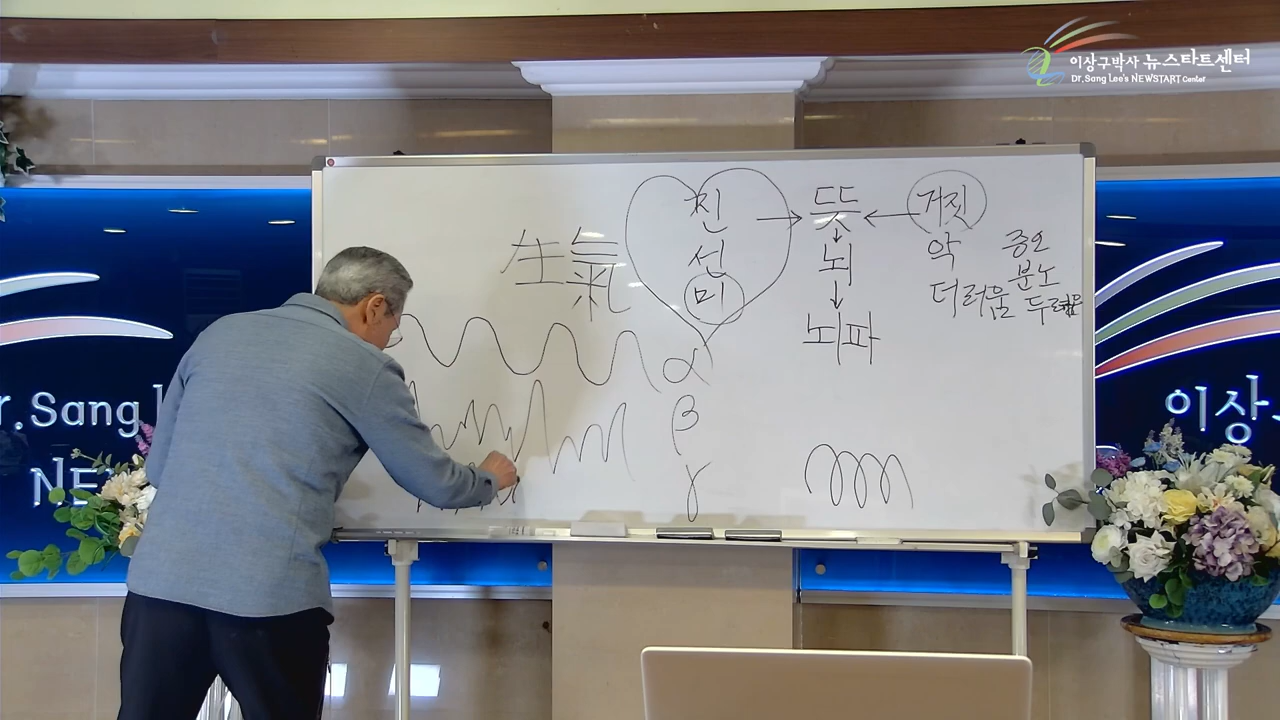 이상구박사 뉴스타트센터
Dr. Sang Lee's NEWSTART Center
진 → 뜻 ← 거짓
生氣 선 ↓ 뇌 악 증오
미 ↓ 더러움 분노 두려움
뇌파
α
β
γ
r.Sang
NE
이상